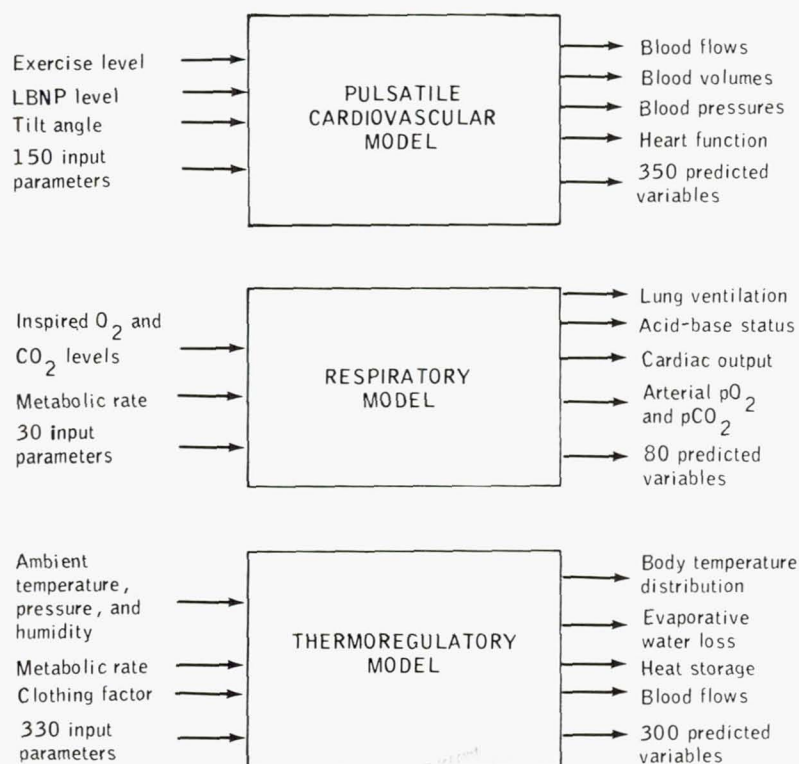 Exercise level
LBNP level
Tilt angle
150 input
parameters
PULSATILE
CARDIOVASCULAR
MODEL
Blood flows
Blood volumes
Blood pressures
Heart function
350 predicted
variables
Inspired O2 and
CO2 levels
Metabolic rate
30 input
parameters
RESPIRATORY
MODEL
Lung ventilation
Acid-base status
Cardiac output
Arterial pO2
and pCO2
80 predicted
variables
Ambient
temperature,
pressure, and
humidity
Metabolic rate
Clothing factor
330 input
parameters
THERMOREGULATORY
MODEL
Body temperature
distribution
Evaporative
water loss
Heat storage
Blood flows
300 predicted
variables